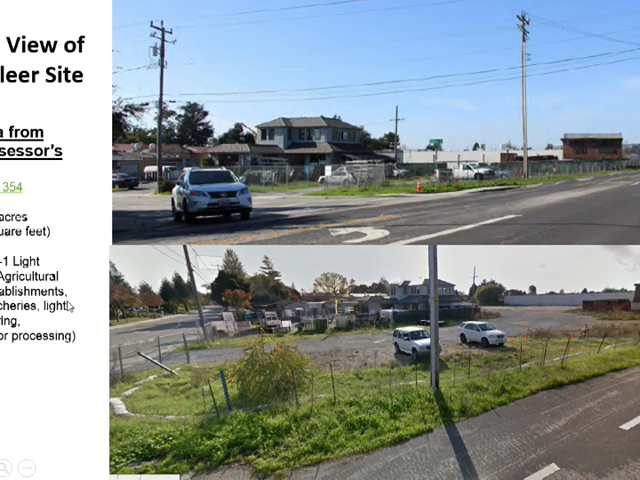 View of
leer Site
a from
sessor's
354
acres
uare feet)
-1 Light
Agricultural
ablishments,
cheries, light
ring,
or processing)